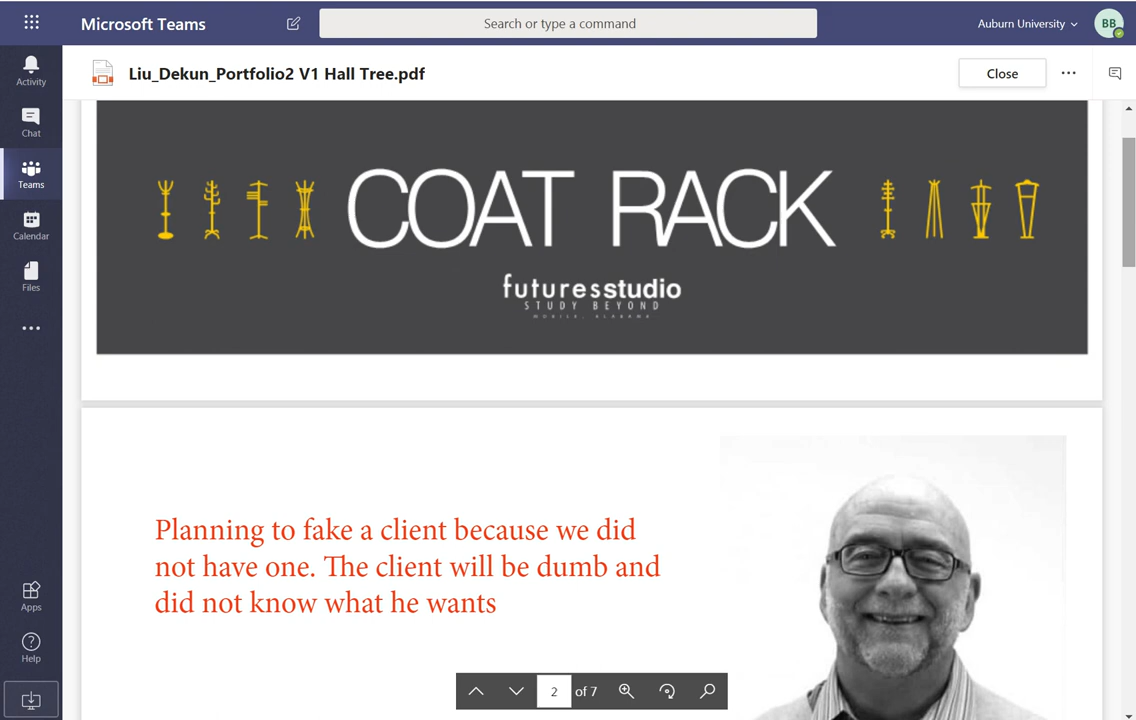 Microsoft Teams
Search or type a command
Auburn University
BB
Activity
Chat
Teams
Calendar
Files
Apps
Help
Liu_Dekun_Portfolio2 V1 Hall Tree.pdf
Close
COAT RACK
futuresstudio
STUDY BEYOND
MOBILE, ALABAMA
Planning to fake a client because we did
not have one. The client will be dumb and
did not know what he wants
2 of 7